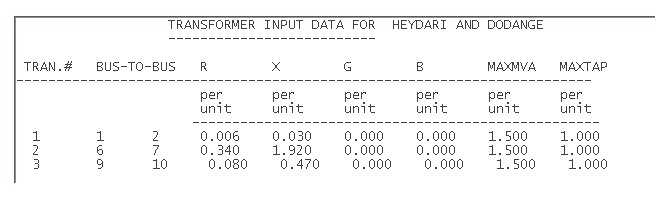 TRANSFORMER INPUT DATA FOR HEYDARI AND DODANGE
TRAN.# BUS-TO-BUS R X G B MAXMVA MAXTAP
per per per per per per
unit unit unit unit unit unit
1 1 2 0.006 0.030 0.000 0.000 1.500 1.000
2 6 7 0.340 1.920 0.000 0.000 1.500 1.000
3 9 10 0.080 0.470 0.000 0.000 1.500 1.000